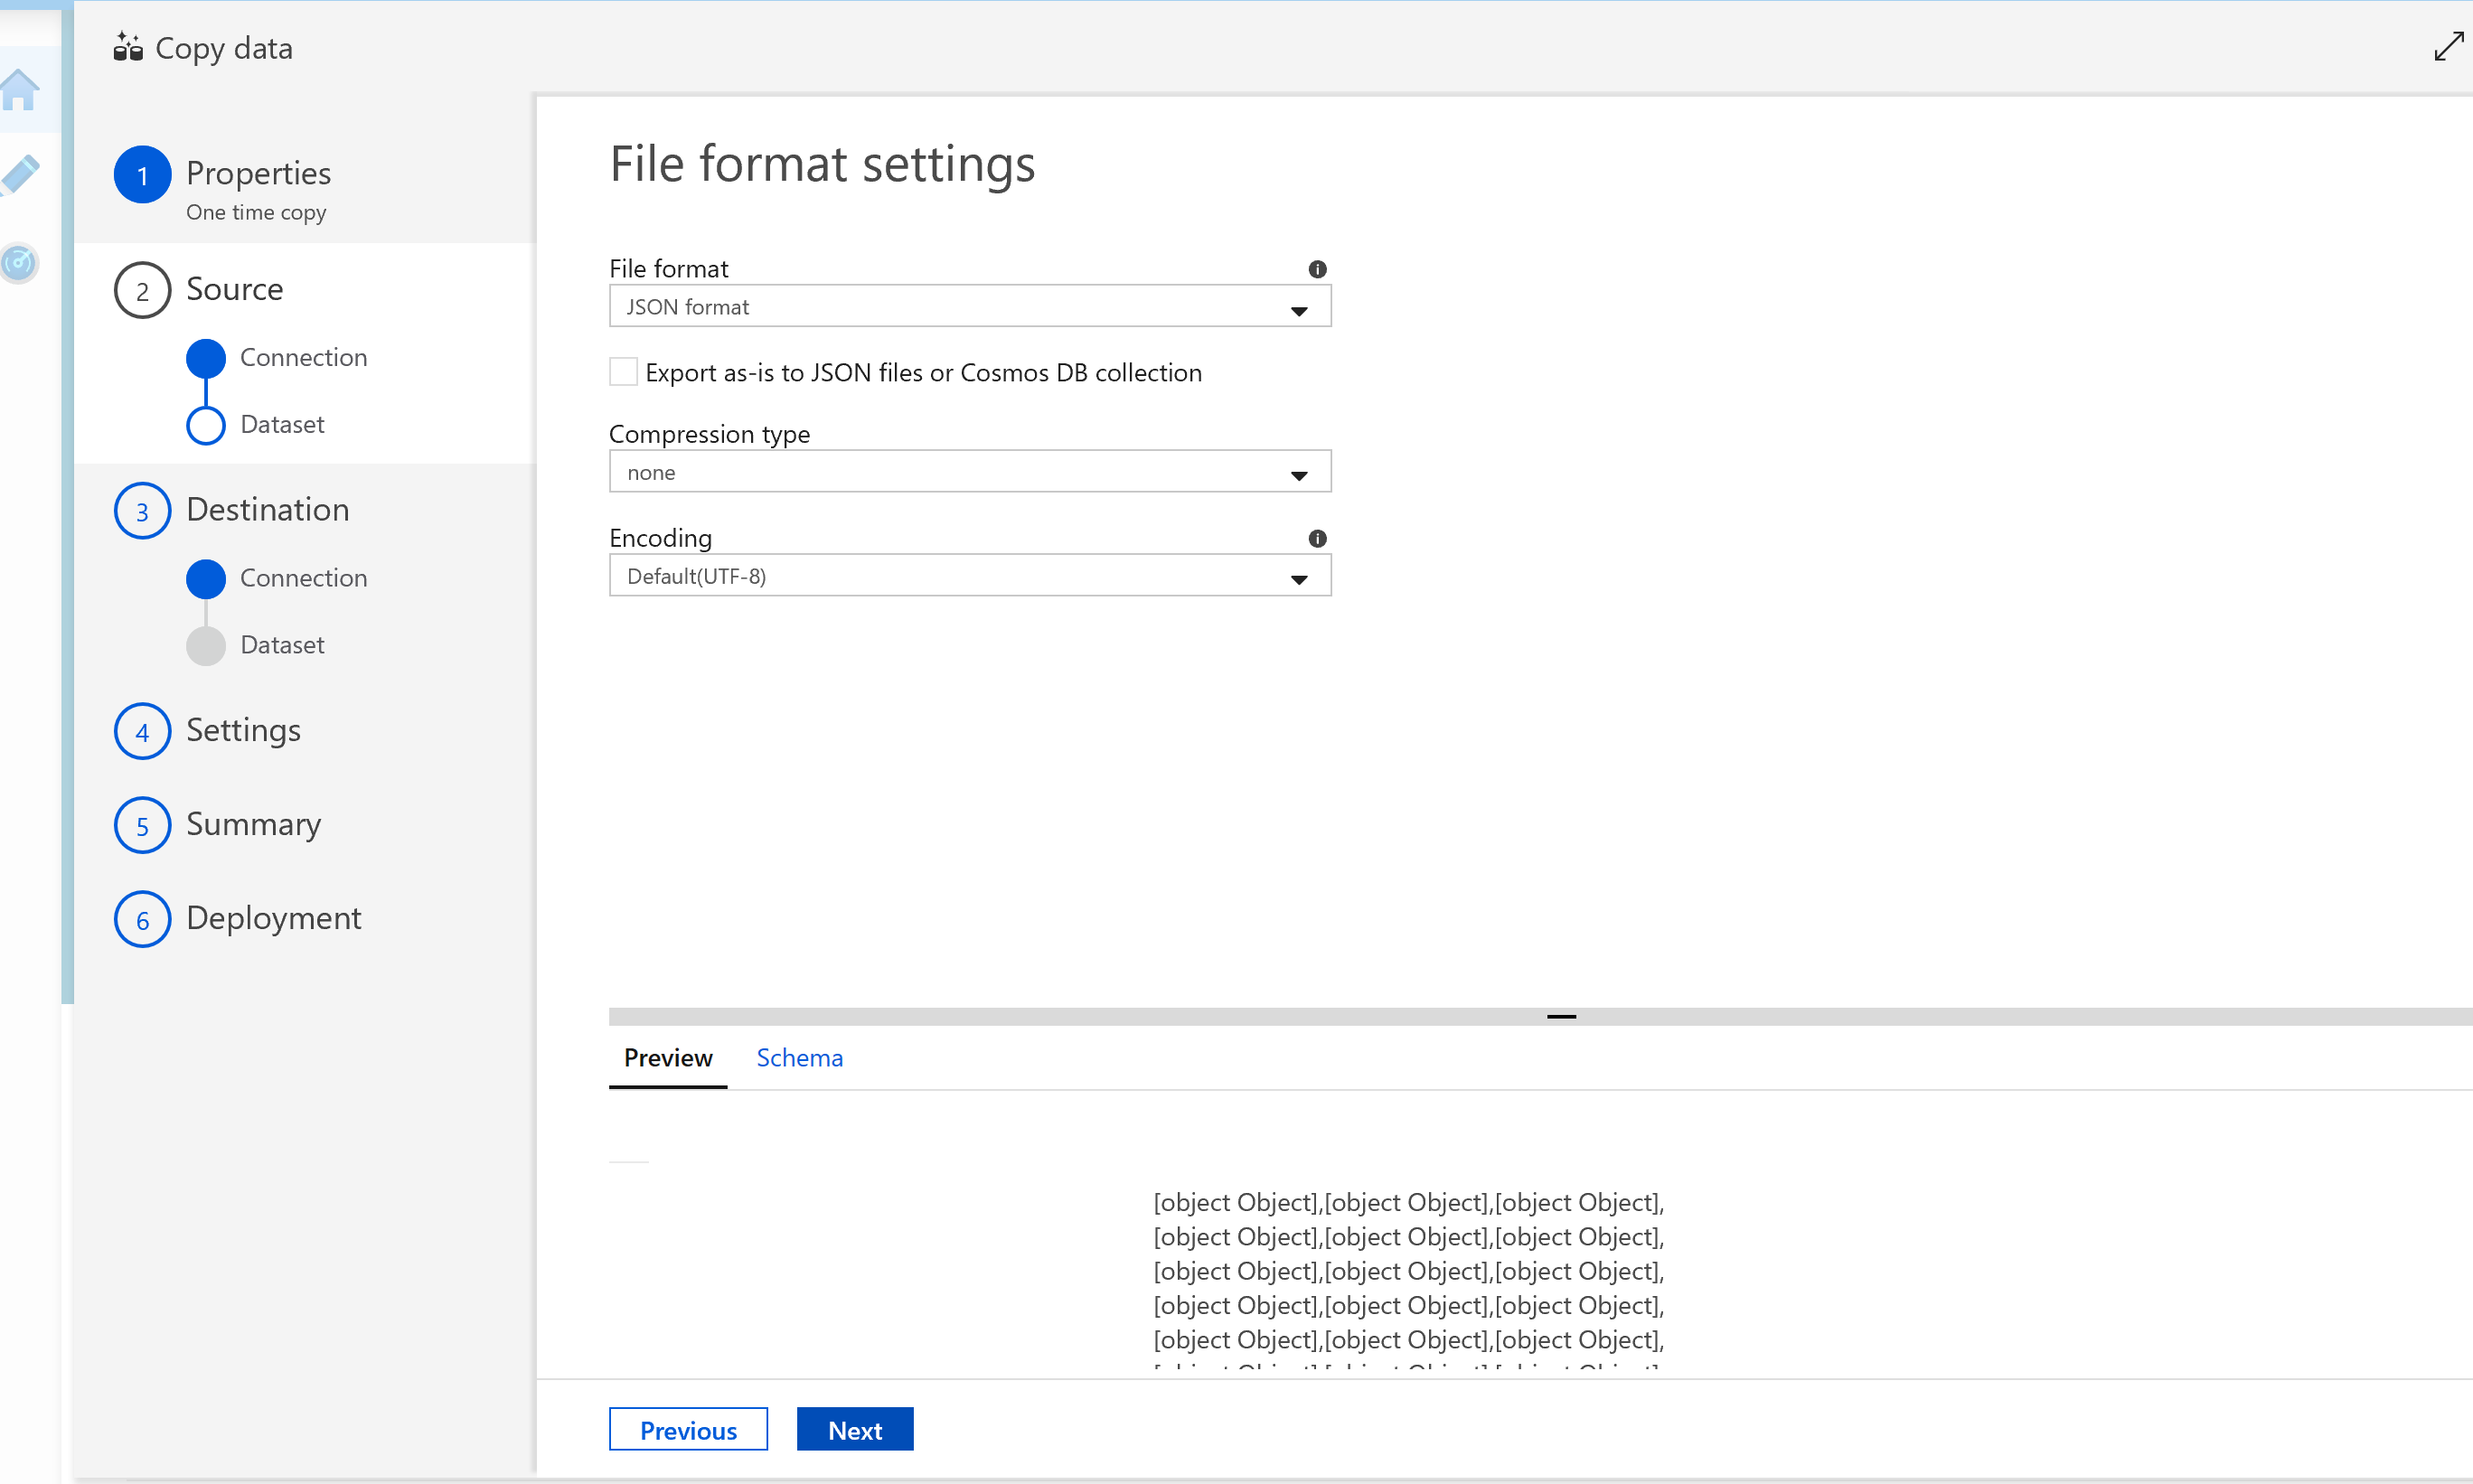 Copy data
1 Properties
One time copy
2 Source
Connection
Dataset
3 Destination
Connection
Dataset
4 Settings
5 Summary
6 Deployment
File format settings
File format
JSON format
Export as-is to JSON files or Cosmos DB collection
Compression type
none
Encoding
Default(UTF-8)
Preview Schema
[object Object],[object Object],[object Object],
[object Object],[object Object],[object Object],
[object Object],[object Object],[object Object],
[object Object],[object Object],[object Object],
[object Object],[object Object],[object Object],
Previous Next